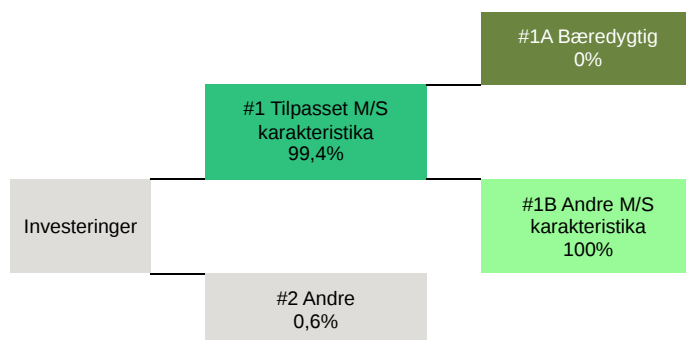 #1A Bæredygtig
0%
#1 Tilpasset M/S
karakteristika
99,4%
Investeringer
#1B Andre M/S
karakteristika
100%
#2 Andre
0,6%